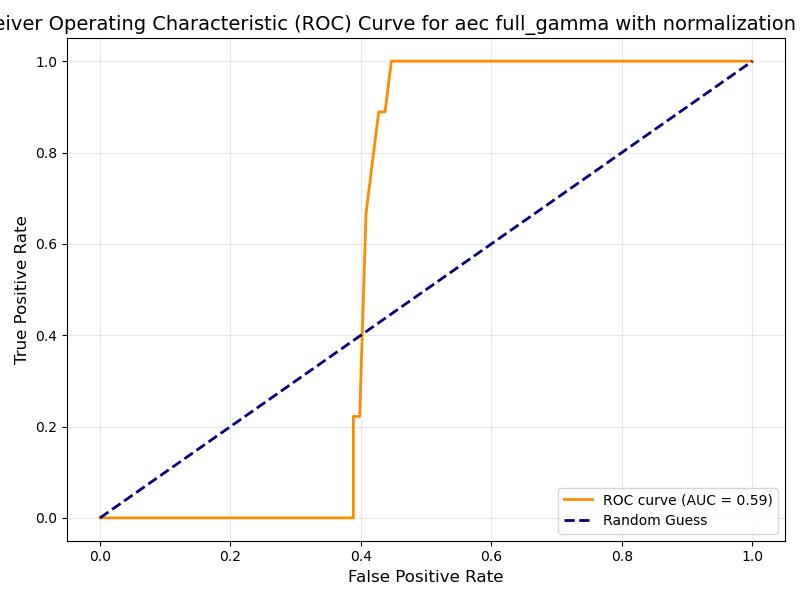 eiver Operating Characteristic (ROC) Curve for aec full_gamma with normalization
1.0
0.8
0.6
0.4
0.2
0.0
True Positive Rate
0.0 0.2 0.4 0.6 0.8 1.0
False Positive Rate
ROC curve (AUC = 0.59)
Random Guess